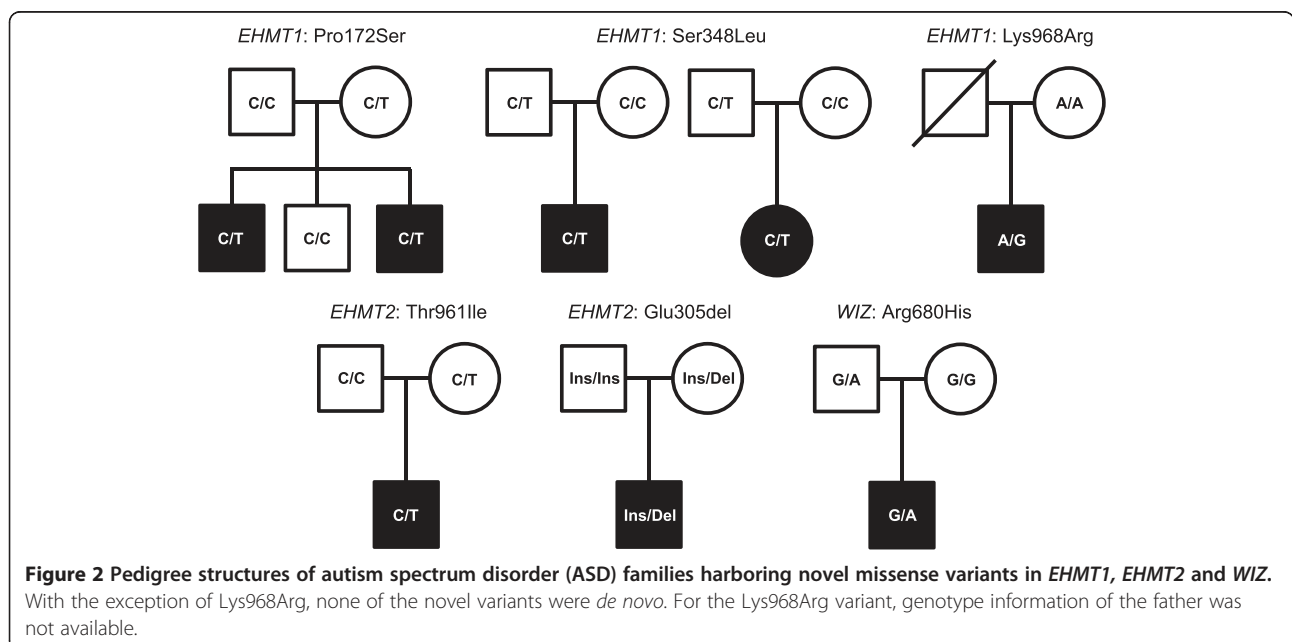 EHMT1: Pro172Ser
EHMT1: Ser348Leu
EHMT1: Lys968Arg
C/C
C/T
C/T
C/C
C/T
C/C
A/A
C/T
C/C
C/T
C/T
C/T
A/G
EHMT2: Thr961Ile
EHMT2: Glu305del
WIZ: Arg680His
C/C
C/T
Ins/Ins
Ins/Del
G/A
G/G
C/T
Ins/Del
G/A
Figure 2 Pedigree structures of autism spectrum disorder (ASD) families harboring novel missense variants in EHMT1, EHMT2 and WIZ.
With the exception of Lys968Arg, none of the novel variants were de novo. For the Lys968Arg variant, genotype information of the father was
not available.